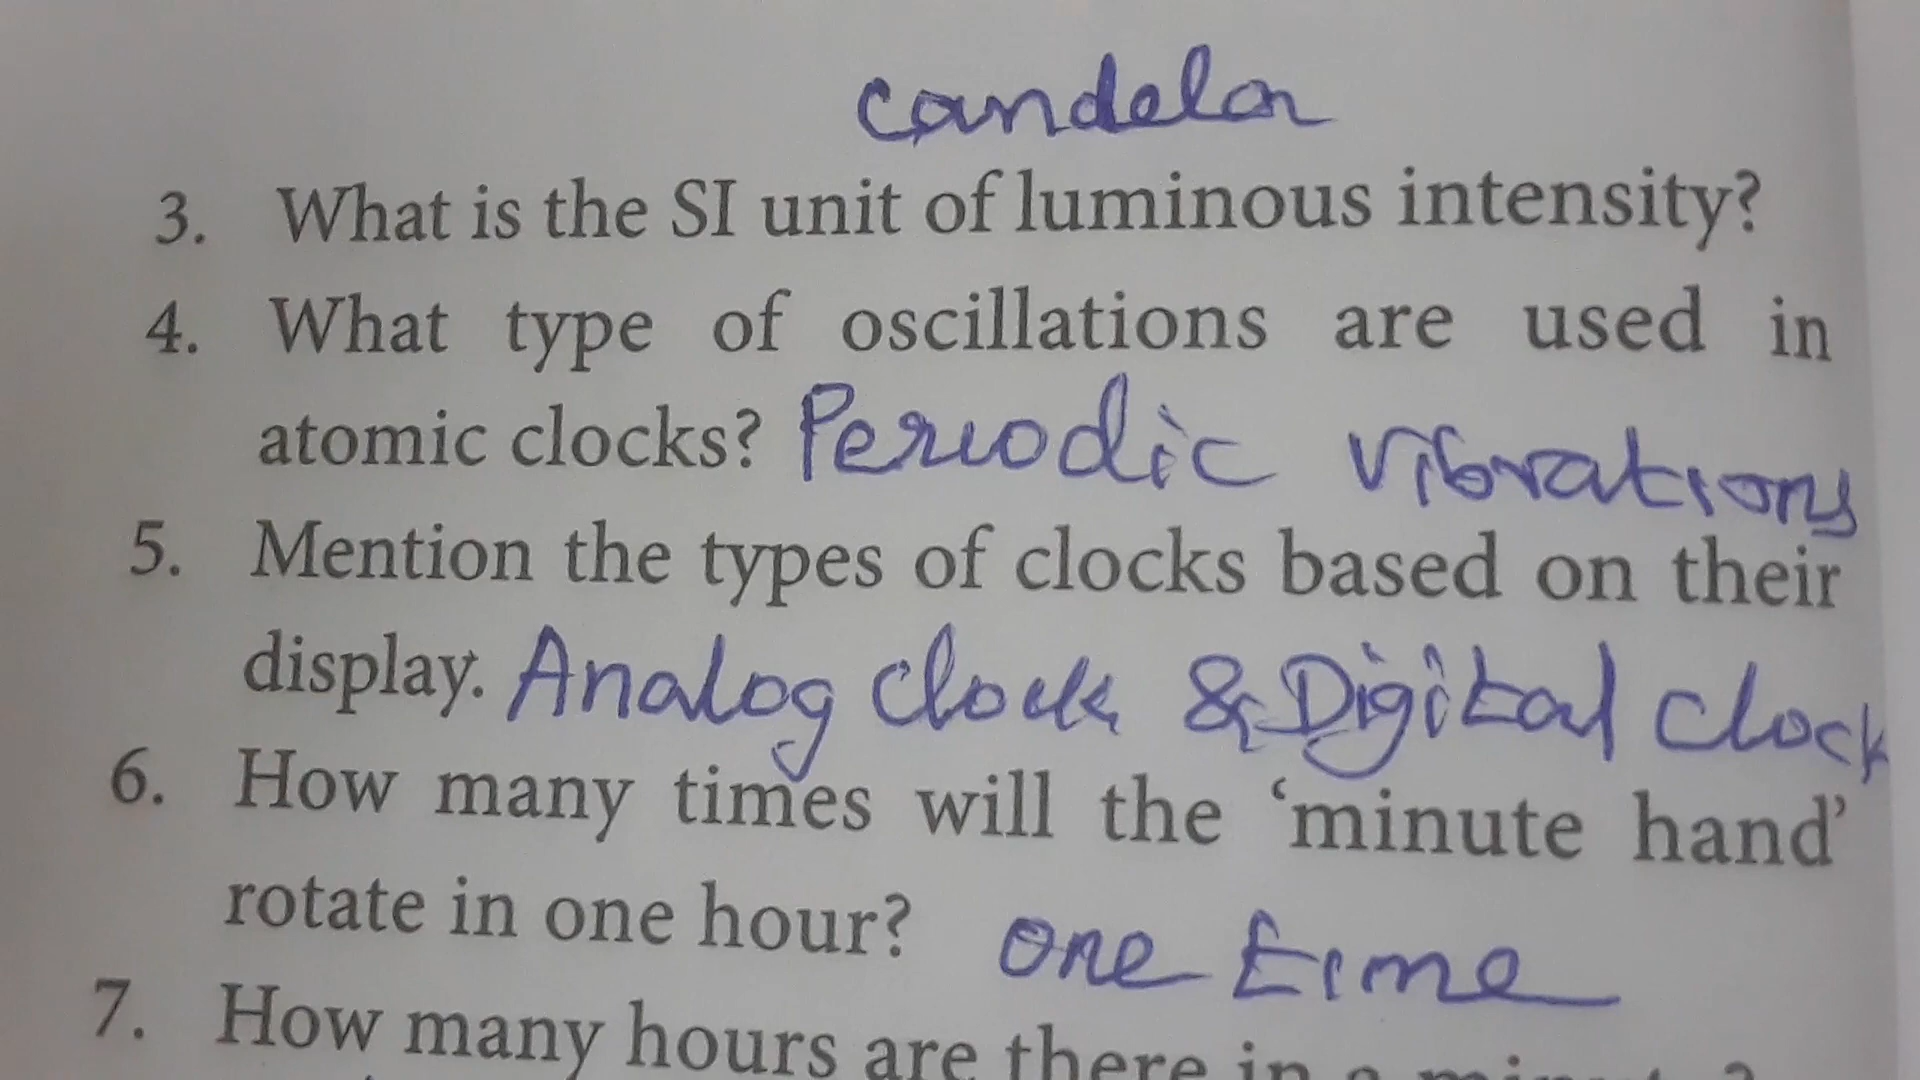 candela
3. What is the SI unit of luminous intensity?
4. What type of oscillations are used in
atomic clocks? Periodic vibrations
5. Mention the types of clocks based on their
display. Analog clock & Digital clock
6. How many times will the ‘minute hand’
rotate in one hour? one time
7. How many hours are there in a